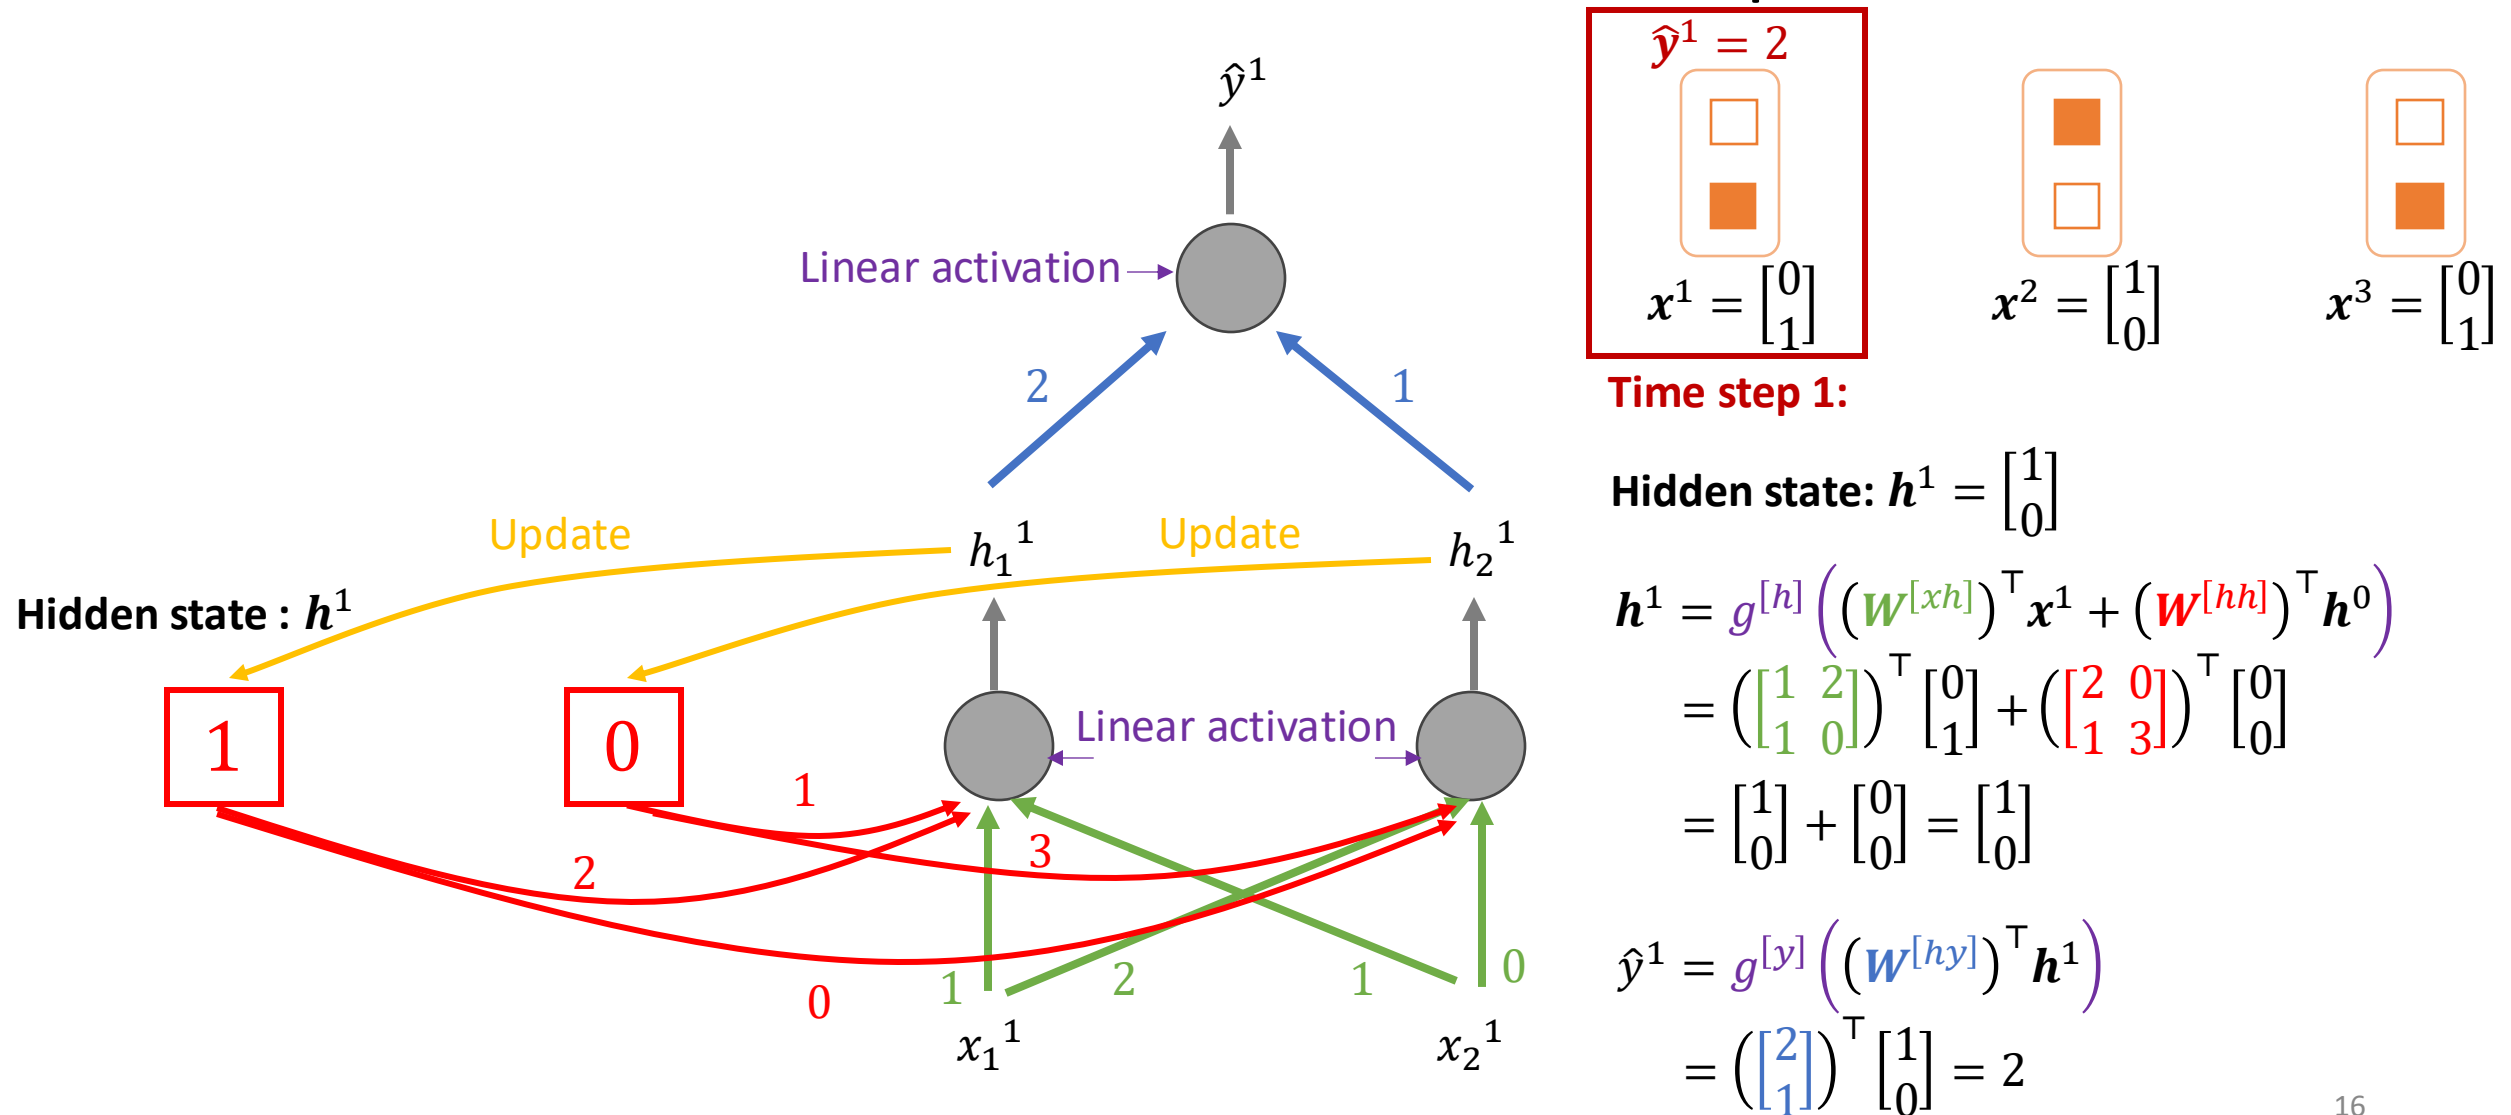 ŷ¹ = 2
ŷ¹
Linear activation
x¹ = [0 1]
x² = [1 0]
x³ = [0 1]
2
1
Time step 1:
Hidden state: h¹ = [1 0]
Update
Update
h₁¹
h₂¹
Hidden state : h¹
h¹ = g^[h]((W^[xh])^⊤ x¹ + (W^[hh])^⊤ h⁰)
= ([1 2 1 0])^⊤ [0 1] + ([2 0 1 3])^⊤ [0 0]
1
0
Linear activation
1
2
3
= [1 0] + [0 0] = [1 0]
0
1
2
1
0
ŷ¹ = g^[y]((W^[hy])^⊤ h¹)
x₁¹
x₂¹
= ([2 1])^⊤ [1 0] = 2
16